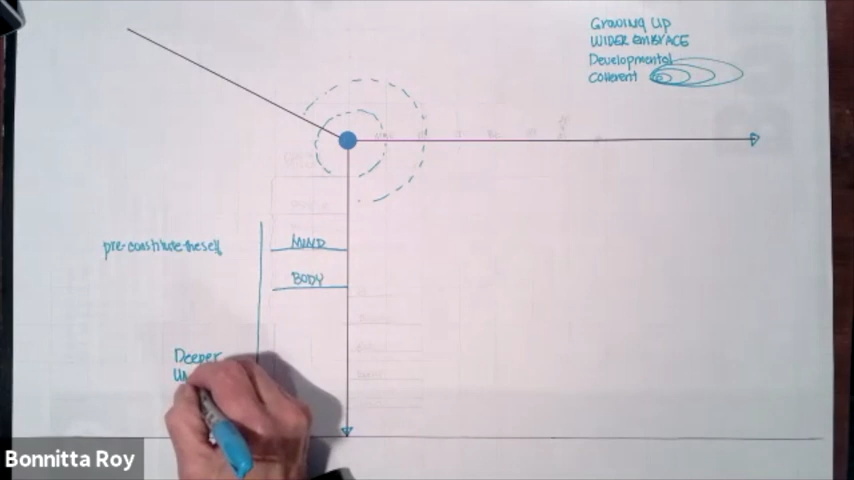 Growing Up
WIDER EMBRACE
Developmental
Coherent
pre-constitute the self
MIND
BODY
Deeper
Bonnitta Roy